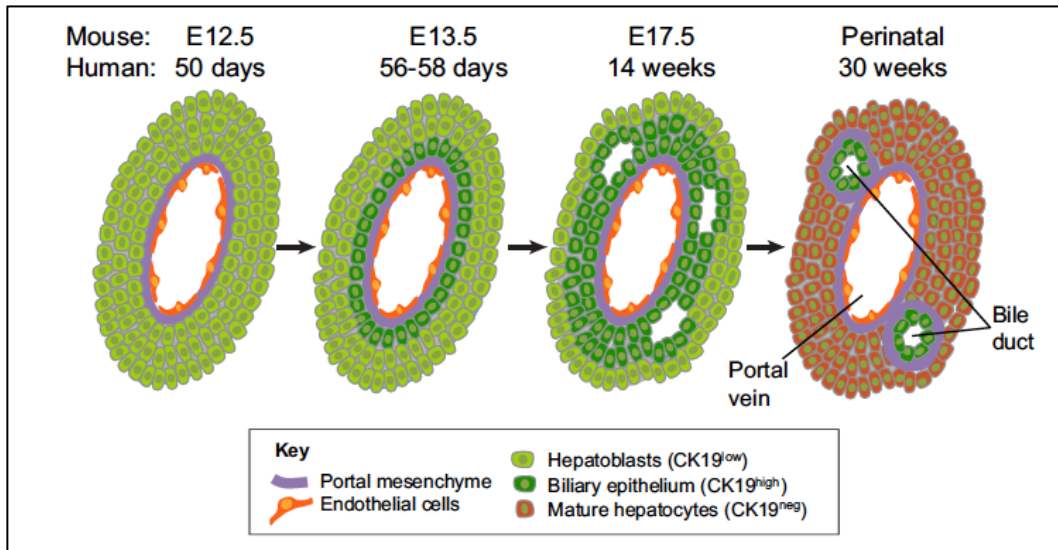 Mouse: E12.5 E13.5 E17.5 Perinatal
Human: 50 days 56-58 days 14 weeks 30 weeks
Bile
duct
Portal
vein
Key
Portal mesenchyme
Endothelial cells
Hepatoblasts (CK19low)
Biliary epithelium (CK19high)
Mature hepatocytes (CK19neg)